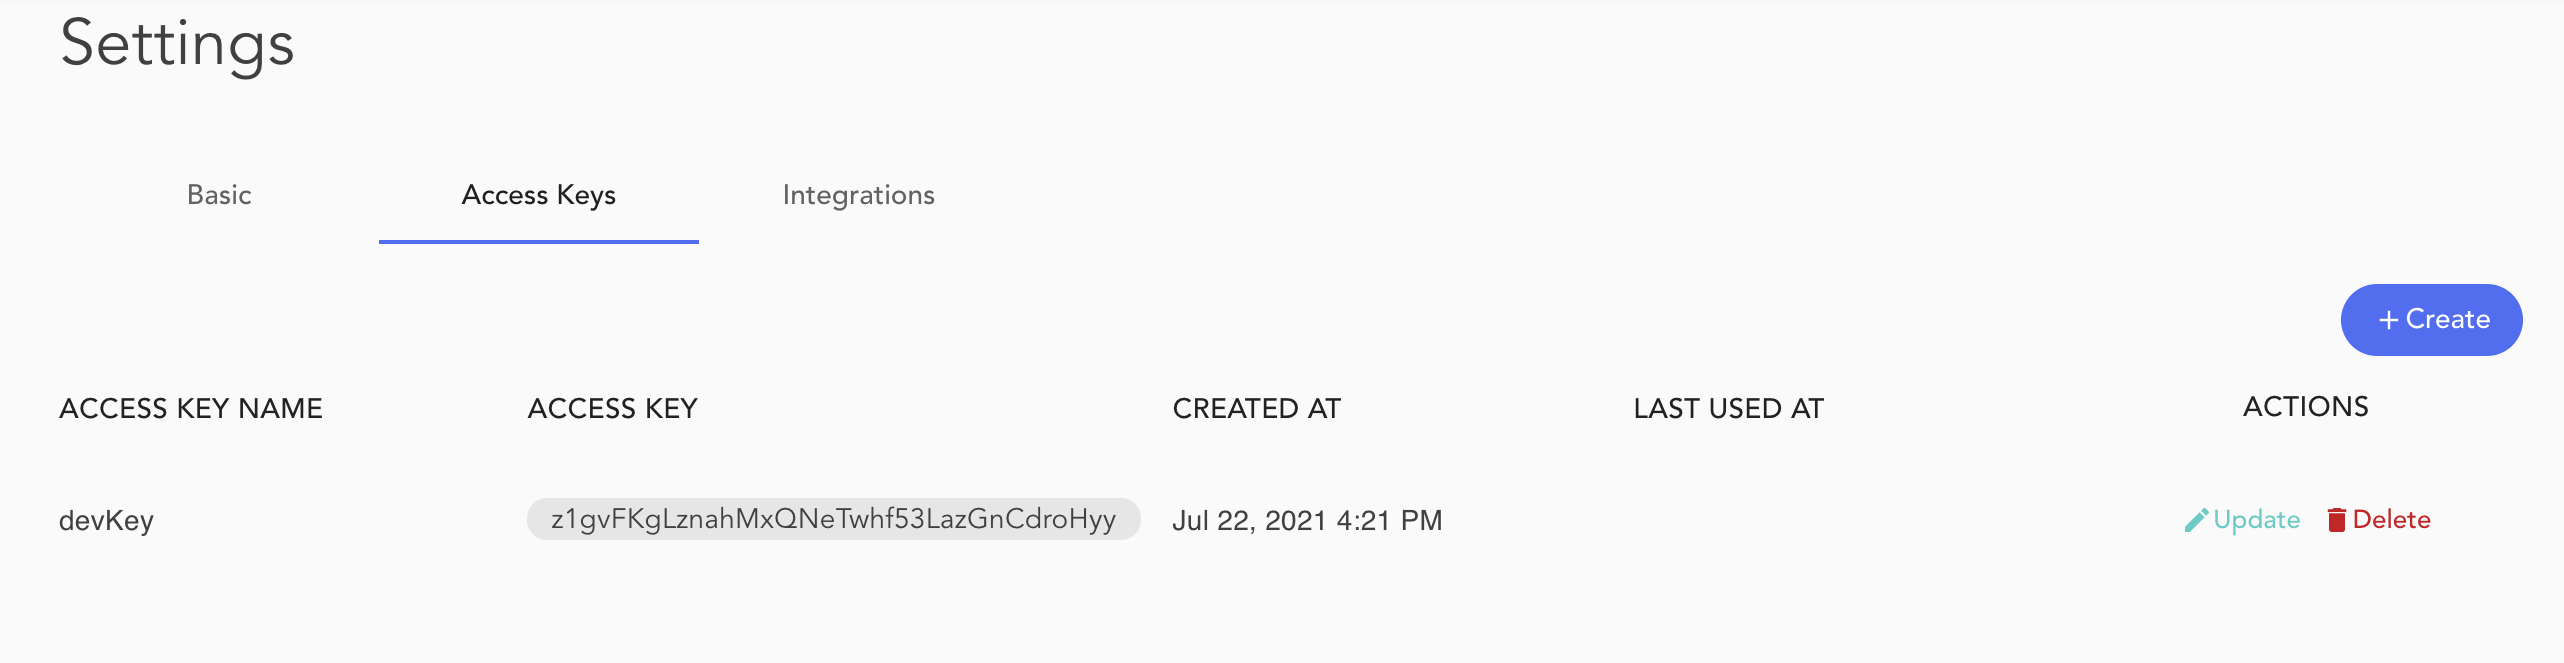 Settings
Basic Access Keys Integrations
+ Create
ACCESS KEY NAME ACCESS KEY CREATED AT LAST USED AT ACTIONS
devKey z1gvFKgLznahMxQNeTwhf53LazGnCdroHyy Jul 22, 2021 4:21 PM Update Delete